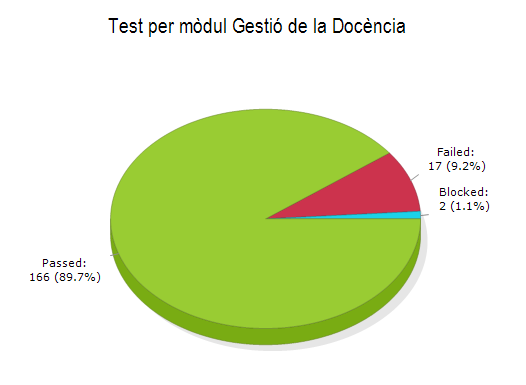 Test per mòdul Gestió de la Docència
Failed:
17 (9.2%)
Blocked:
2 (1.1%)
Passed:
166 (89.7%)